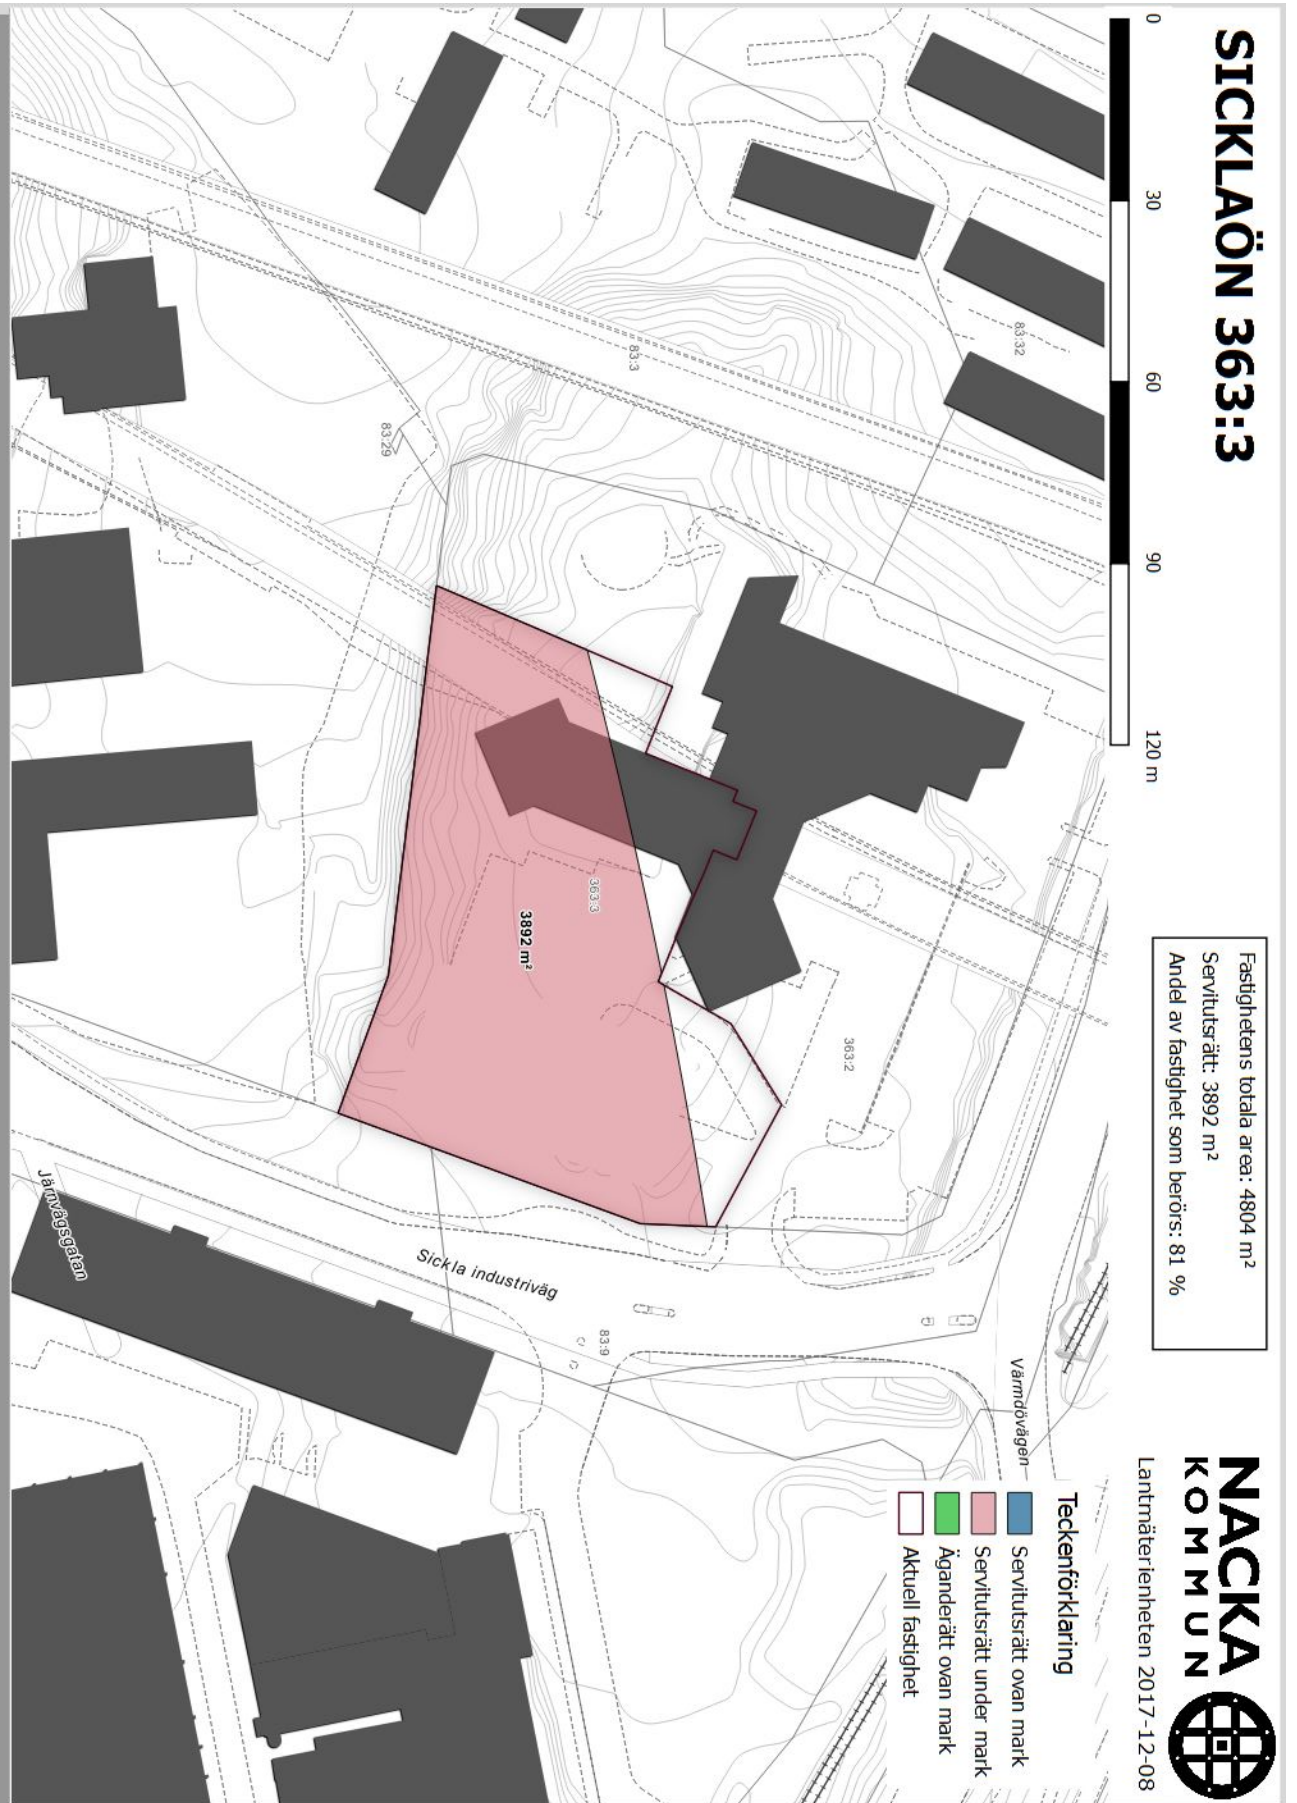 SICKLAÖN 363:3
Fastighetens totala area: 4804 m²
Servitutsrätt: 3892 m²
Andel av fastighet som berörs: 81 %
NACKA
KOMMUN
Lantmäterienheten 2017-12-08
0 30 60 90 120 m
83:32
83:3
83:29
363:3
3892 m²
363:2
Värmdövägen
Sickla industriväg
83:9
Järnvägsgatan
Teckenförklaring
Servitutsrätt ovan mark
Servitutsrätt under mark
Äganderätt ovan mark
Aktuell fastighet